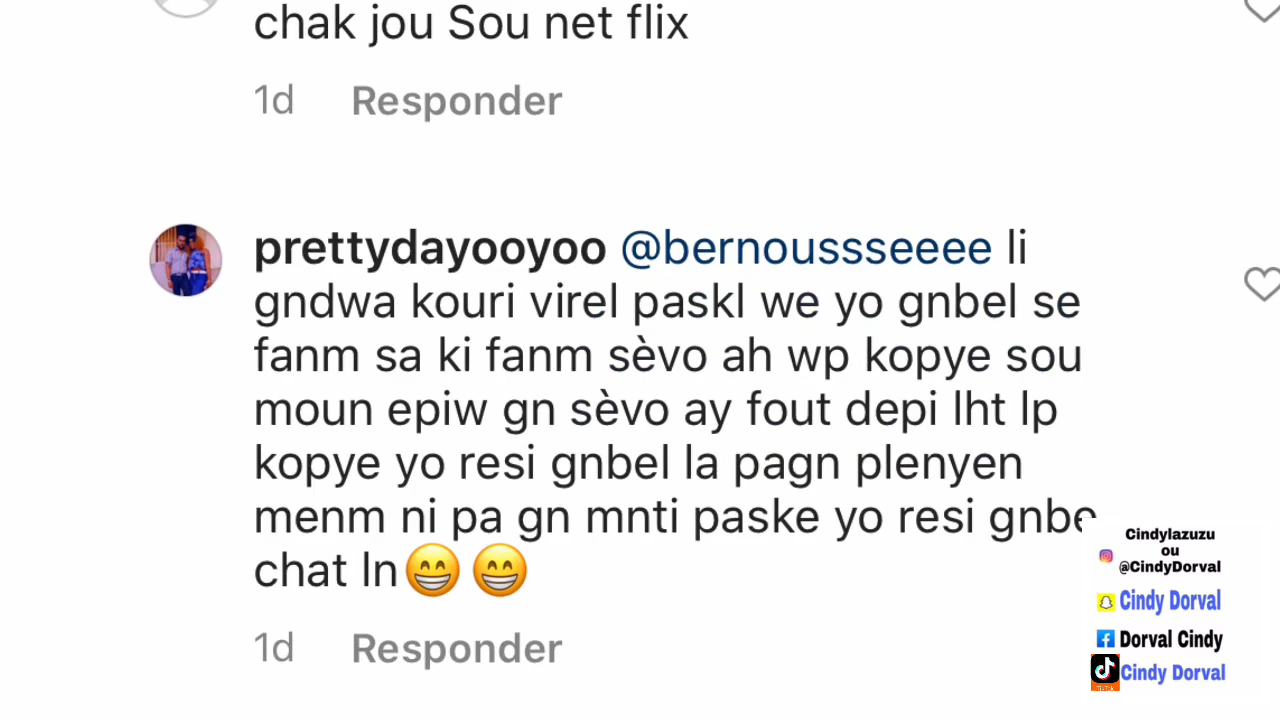 chak jou Sou net flix
1d Responder
prettydayooyoo @bernoussseeee li
gndwa kouri virel paskl we yo gnbel se
fanm sa ki fanm sèvo ah wp kopye sou
moun epiw gn sèvo ay fout depi lht lp
kopye yo resi gnbel la pagn plenyen
menm ni pa gn mnti paske yo resi gnbe
chat ln😁😁
1d Responder
Cindylazuzu
ou
@CindyDorval
Cindy Dorval
Dorval Cindy
Cindy Dorval